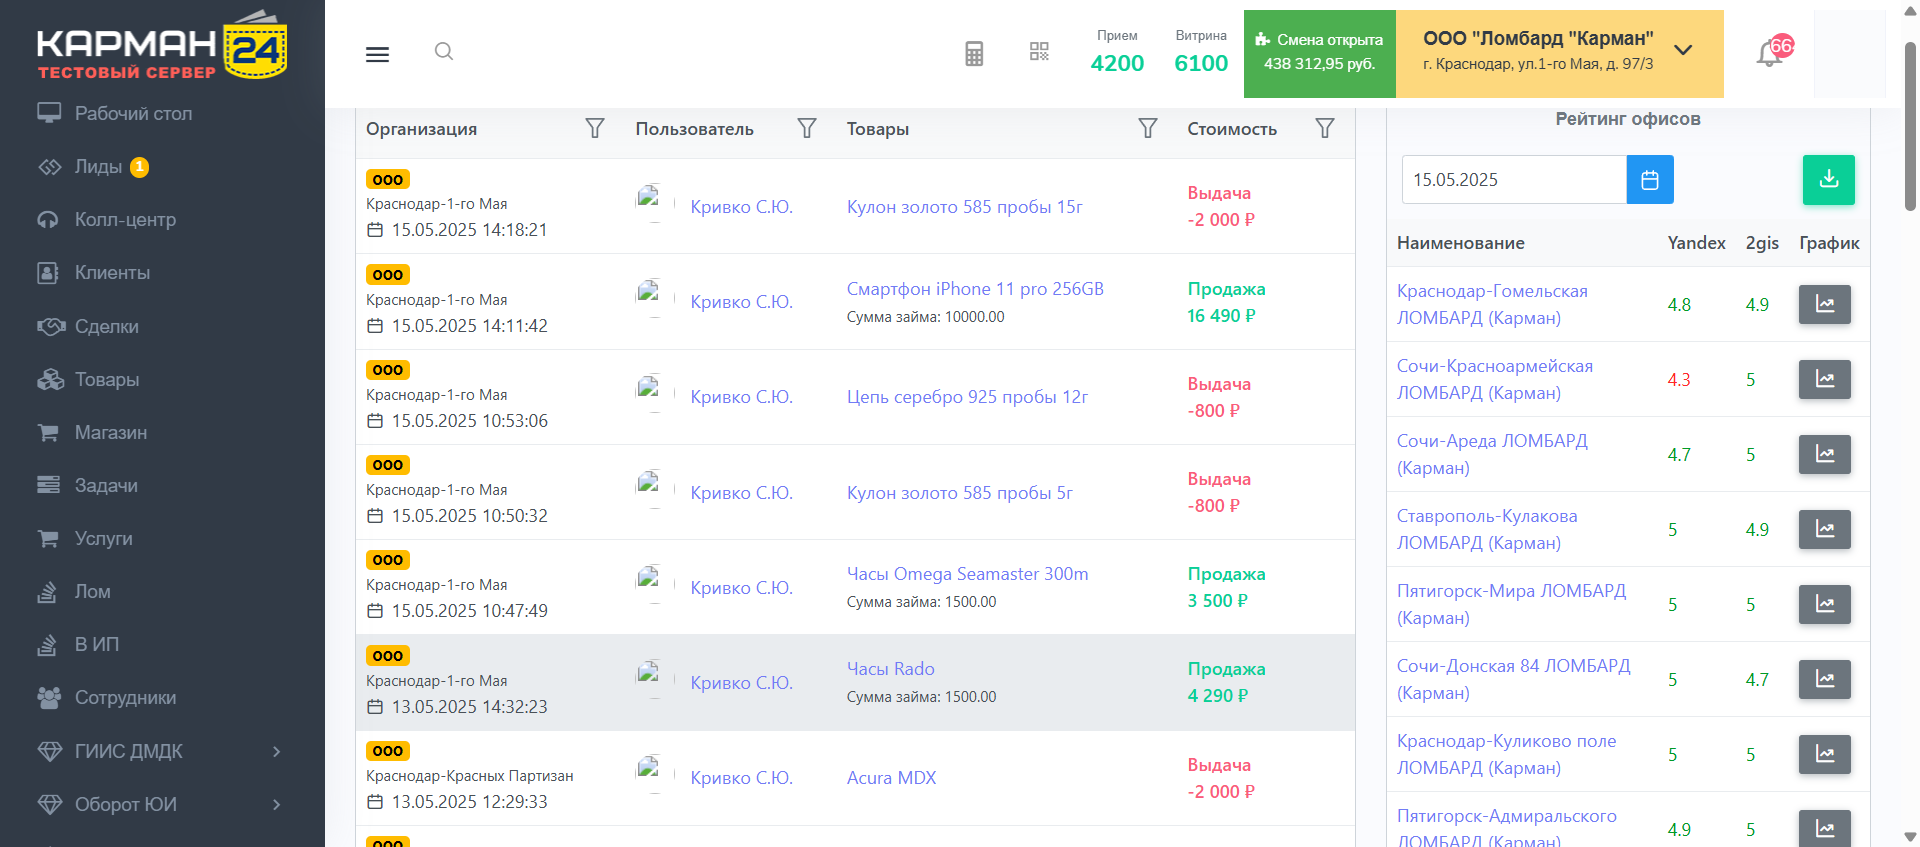 КАРМАН 24
ТЕСТОВЫЙ СЕРВЕР
Рабочий стол
Лиды 1
Колл-центр
Клиенты
Сделки
Товары
Магазин
Задачи
Услуги
Лом
В ИП
Сотрудники
ГИИС ДМДК
Оборот ЮИ
Прием
4200
Витрина
6100
Смена открыта
438 312,95 руб.
ООО "Ломбард "Карман"
г. Краснодар, ул.1-го Мая, д. 97/3
Организация Пользователь Товары Стоимость
ООО
Краснодар-1-го Мая
15.05.2025 14:18:21
Кривко С.Ю.
Кулон золото 585 пробы 15г
Выдача
-2 000 ₽
ООО
Краснодар-1-го Мая
15.05.2025 14:11:42
Кривко С.Ю.
Смартфон iPhone 11 pro 256GB
Сумма займа: 10000.00
Продажа
16 490 ₽
ООО
Краснодар-1-го Мая
15.05.2025 10:53:06
Кривко С.Ю.
Цепь серебро 925 пробы 12г
Выдача
-800 ₽
ООО
Краснодар-1-го Мая
15.05.2025 10:50:32
Кривко С.Ю.
Кулон золото 585 пробы 5г
Выдача
-800 ₽
ООО
Краснодар-1-го Мая
15.05.2025 10:47:49
Кривко С.Ю.
Часы Omega Seamaster 300m
Сумма займа: 1500.00
Продажа
3 500 ₽
ООО
Краснодар-1-го Мая
13.05.2025 14:32:23
Кривко С.Ю.
Часы Rado
Сумма займа: 1500.00
Продажа
4 290 ₽
ООО
Краснодар-Красных Партизан
13.05.2025 12:29:33
Кривко С.Ю.
Acura MDX
Выдача
-2 000 ₽
ООО
Рейтинг офисов
15.05.2025
Наименование Yandex 2gis График
Краснодар-Гомельская
ЛОМБАРД (Карман)
4.8 4.9
Сочи-Красноармейская
ЛОМБАРД (Карман)
4.3 5
Сочи-Ареда ЛОМБАРД
(Карман)
4.7 5
Ставрополь-Кулакова
ЛОМБАРД (Карман)
5 4.9
Пятигорск-Мира ЛОМБАРД
(Карман)
5 5
Сочи-Донская 84 ЛОМБАРД
(Карман)
5 4.7
Краснодар-Куликово поле
ЛОМБАРД (Карман)
5 5
Пятигорск-Адмиральского
ЛОМБАРД (Карман)
4.9 5